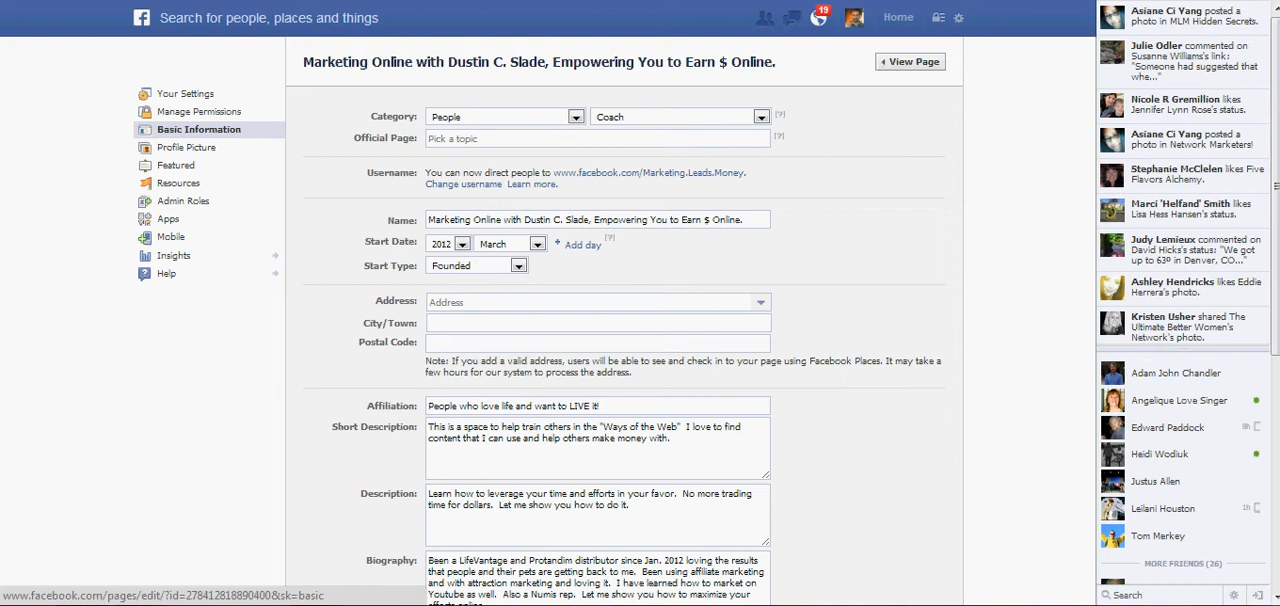 Search for people, places and things
19
Home
Marketing Online with Dustin C. Slade, Empowering You to Earn $ Online.
View Page
Your Settings
Manage Permissions
Basic Information
Profile Picture
Featured
Resources
Admin Roles
Apps
Mobile
Insights
Help
Category: People Coach [?]
Official Page: Pick a topic [?]
Username: You can now direct people to www.facebook.com/Marketing.Leads.Money.
Change username Learn more.
Name: Marketing Online with Dustin C. Slade, Empowering You to Earn $ Online.
Start Date: 2012 March + Add day [?]
Start Type: Founded
Address: Address
City/Town:
Postal Code:
Note: If you add a valid address, users will be able to see and check in to your page using Facebook Places. It may take a
few hours for our system to process the address.
Affiliation: People who love life and want to LIVE it!
Short Description: This is a space to help train others in the "Ways of the Web" I love to find
content that I can use and help others make money with.
Description: Learn how to leverage your time and efforts in your favor. No more trading
time for dollars. Let me show you how to do it.
Biography: Been a LifeVantage and Protandim distributor since Jan. 2012 loving the results
that people and their pets are getting back to me. Been using affiliate marketing
and with attraction marketing and loving it. I have learned how to market on
Youtube as well. Also a Numis rep. Let me show you how to maximize your
efforts online.
www.facebook.com/pages/edit/?id=278412818890400&sk=basic
Asiane Ci Yang posted a
photo in MLM Hidden Secrets.
Julie Odler commented on
Susanne Williams's link:
"Someone had suggested that
whe..."
Nicole R Gremillion likes
Jennifer Lynn Rose's status.
Asiane Ci Yang posted a
photo in Network Marketers!
Stephanie McClelen likes Five
Flavors Alchemy.
Marci 'Helfand' Smith likes
Lisa Hess Hansen's status.
Judy Lemieux commented on
David Hicks's status: "We got
up to 63º in Denver, CO..."
Ashley Hendricks likes Eddie
Herrera's photo.
Kristen Usher shared The
Ultimate Better Women's
Network's photo.
Adam John Chandler
Angelique Love Singer
Edward Paddock 8h
Heidi Wodiuk
Justus Allen
Leilani Houston 1h
Tom Merkey
MORE FRIENDS (26)
Search